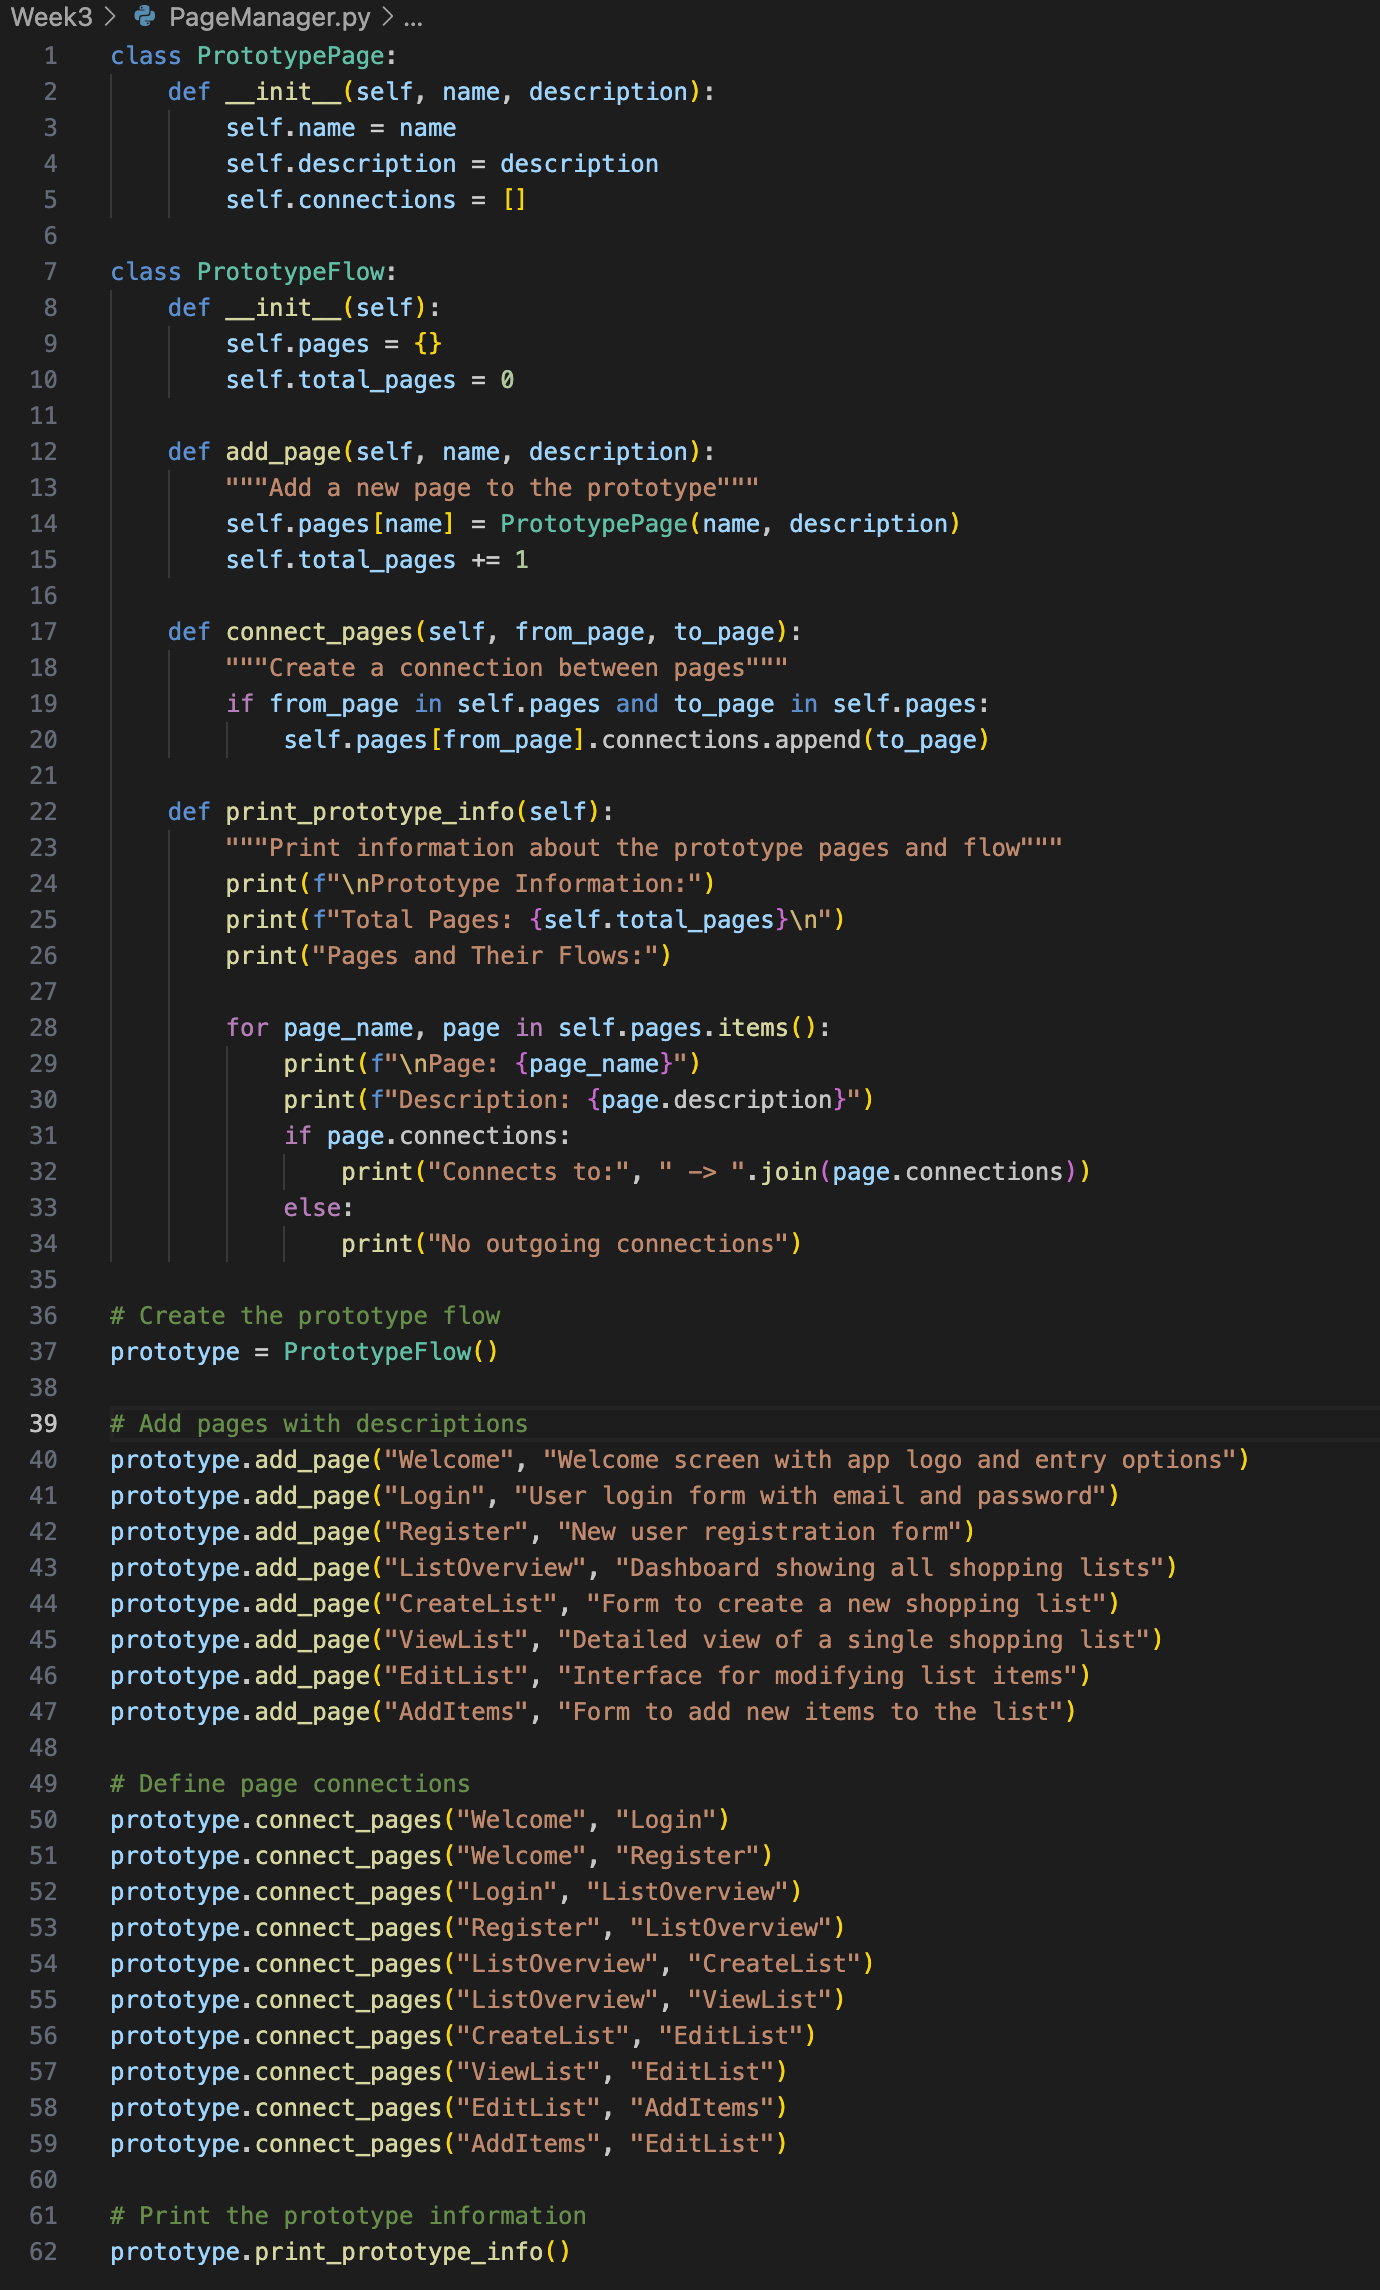 Week3 > PageManager.py > ...
1 class PrototypePage:
2     def __init__(self, name, description):
3         self.name = name
4         self.description = description
5         self.connections = []
6
7 class PrototypeFlow:
8     def __init__(self):
9         self.pages = {}
10         self.total_pages = 0
11
12     def add_page(self, name, description):
13         """Add a new page to the prototype"""
14         self.pages[name] = PrototypePage(name, description)
15         self.total_pages += 1
16
17     def connect_pages(self, from_page, to_page):
18         """Create a connection between pages"""
19         if from_page in self.pages and to_page in self.pages:
20             self.pages[from_page].connections.append(to_page)
21
22     def print_prototype_info(self):
23         """Print information about the prototype pages and flow"""
24         print(f"\nPrototype Information:")
25         print(f"Total Pages: {self.total_pages}\n")
26         print("Pages and Their Flows:")
27
28         for page_name, page in self.pages.items():
29             print(f"\nPage: {page_name}")
30             print(f"Description: {page.description}")
31             if page.connections:
32                 print("Connects to:", " -> ".join(page.connections))
33             else:
34                 print("No outgoing connections")
35
36 # Create the prototype flow
37 prototype = PrototypeFlow()
38
39 # Add pages with descriptions
40 prototype.add_page("Welcome", "Welcome screen with app logo and entry options")
41 prototype.add_page("Login", "User login form with email and password")
42 prototype.add_page("Register", "New user registration form")
43 prototype.add_page("ListOverview", "Dashboard showing all shopping lists")
44 prototype.add_page("CreateList", "Form to create a new shopping list")
45 prototype.add_page("ViewList", "Detailed view of a single shopping list")
46 prototype.add_page("EditList", "Interface for modifying list items")
47 prototype.add_page("AddItems", "Form to add new items to the list")
48
49 # Define page connections
50 prototype.connect_pages("Welcome", "Login")
51 prototype.connect_pages("Welcome", "Register")
52 prototype.connect_pages("Login", "ListOverview")
53 prototype.connect_pages("Register", "ListOverview")
54 prototype.connect_pages("ListOverview", "CreateList")
55 prototype.connect_pages("ListOverview", "ViewList")
56 prototype.connect_pages("CreateList", "EditList")
57 prototype.connect_pages("ViewList", "EditList")
58 prototype.connect_pages("EditList", "AddItems")
59 prototype.connect_pages("AddItems", "EditList")
60
61 # Print the prototype information
62 prototype.print_prototype_info()